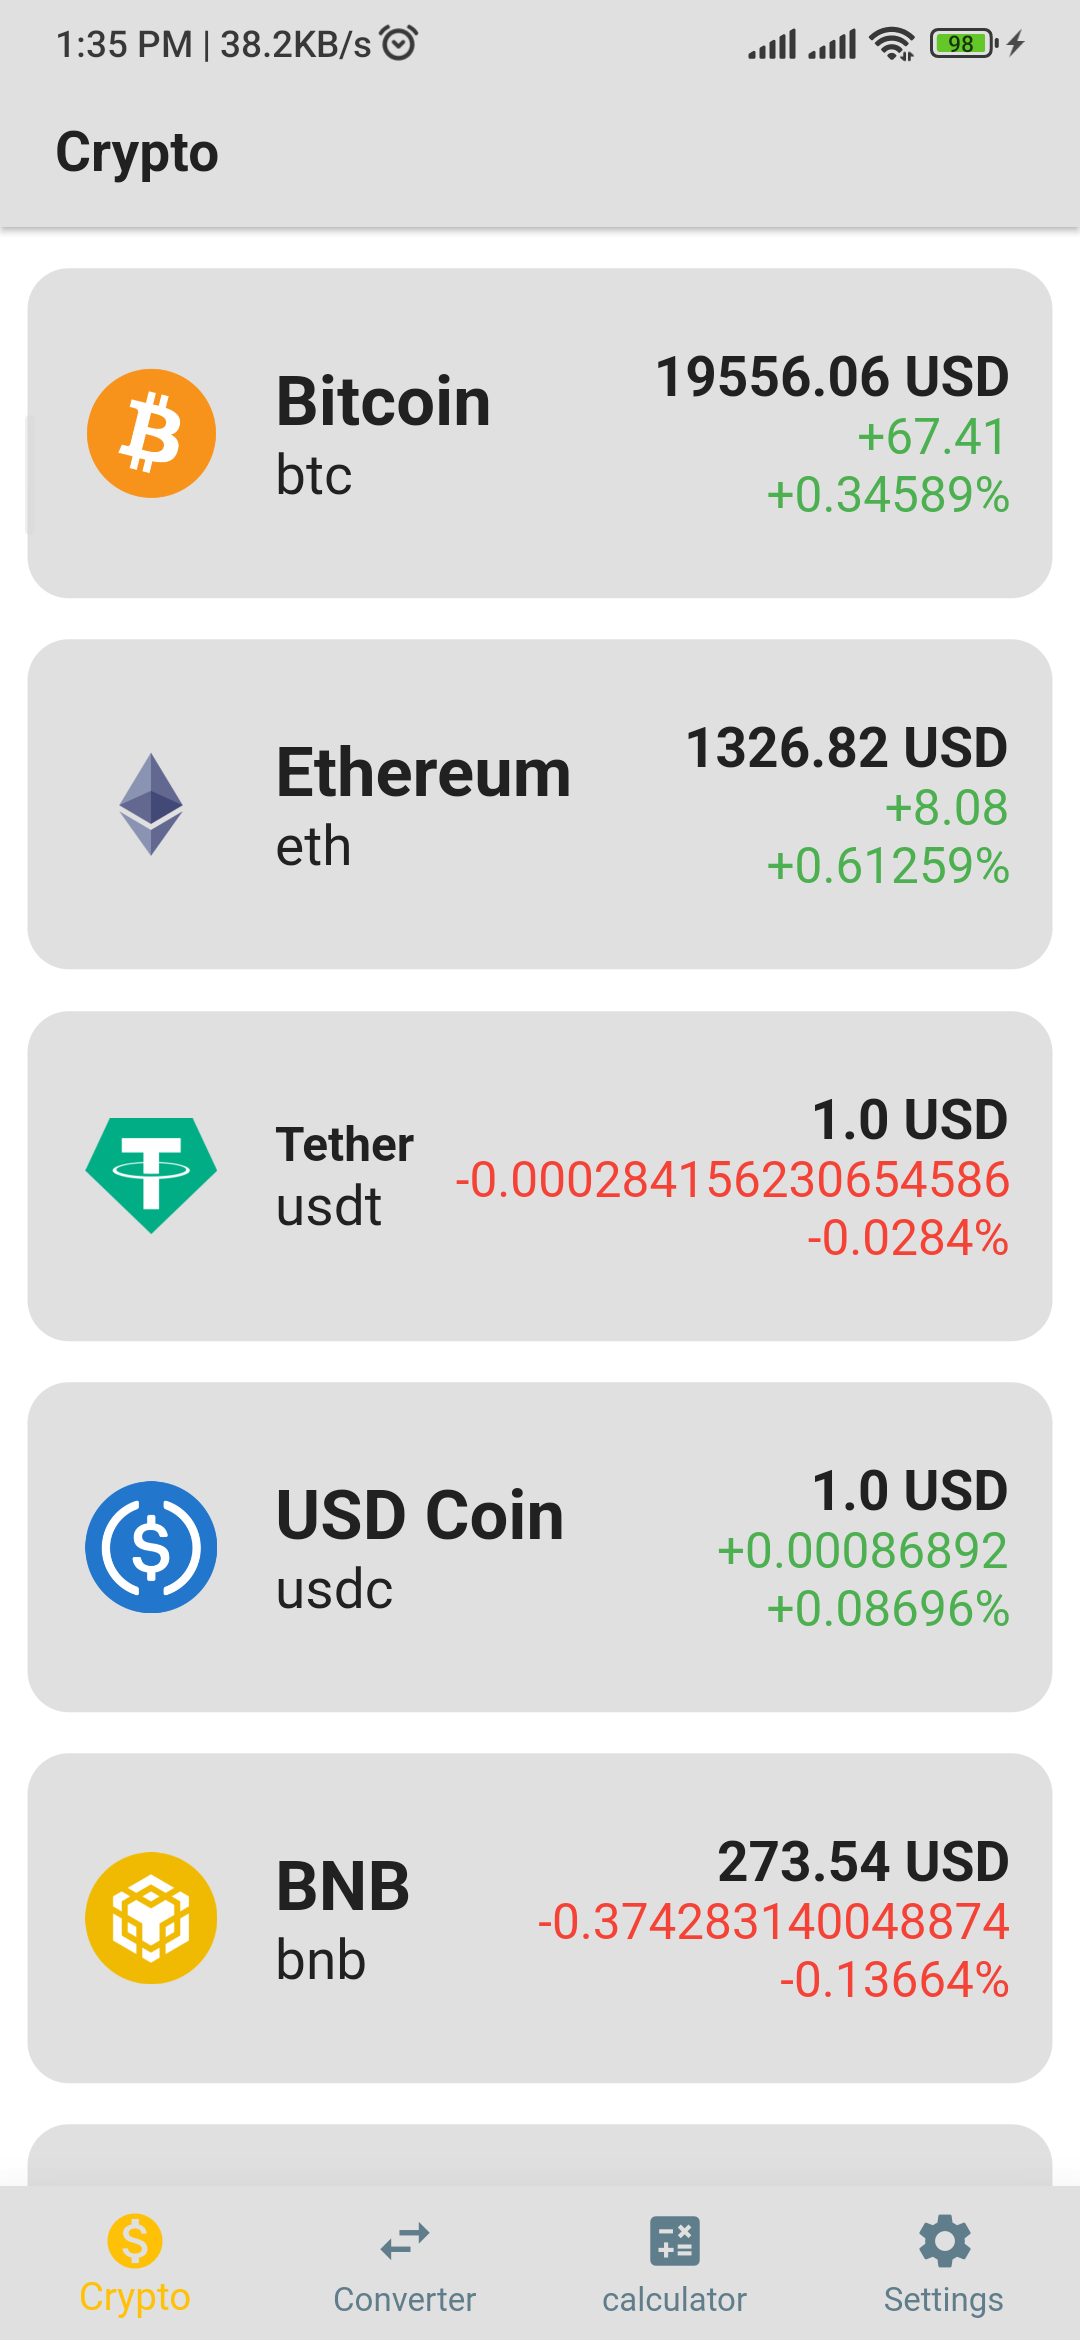 1:35 PM | 38.2KB/s
98
Crypto
Bitcoin
btc
19556.06 USD
+67.41
+0.34589%
Ethereum
eth
1326.82 USD
+8.08
+0.61259%
Tether
usdt
1.0 USD
-0.000284156230654586
-0.0284%
USD Coin
usdc
1.0 USD
+0.00086892
+0.08696%
BNB
bnb
273.54 USD
-0.374283140048874
-0.13664%
Crypto
Converter
calculator
Settings